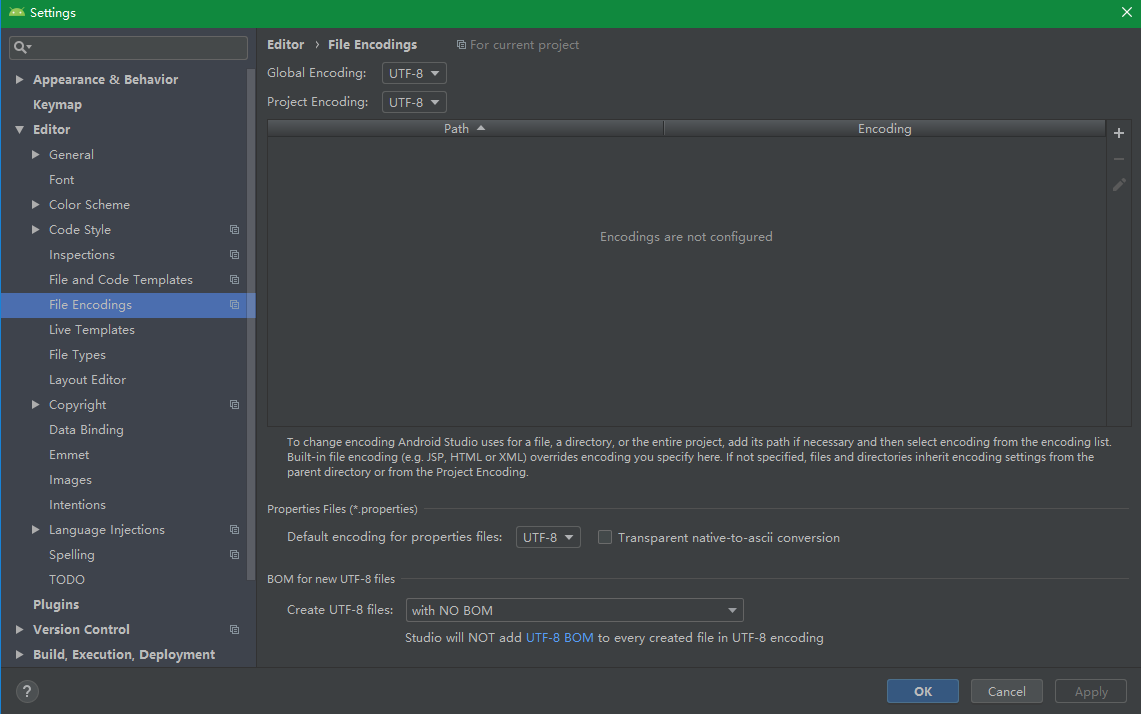 Settings
Appearance & Behavior
Keymap
Editor
General
Font
Color Scheme
Code Style
Inspections
File and Code Templates
File Encodings
Live Templates
File Types
Layout Editor
Copyright
Data Binding
Emmet
Images
Intentions
Language Injections
Spelling
TODO
Plugins
Version Control
Build, Execution, Deployment
Editor › File Encodings For current project
Global Encoding: UTF-8
Project Encoding: UTF-8
Path Encoding
Encodings are not configured
To change encoding Android Studio uses for a file, a directory, or the entire project, add its path if necessary and then select encoding from the encoding list.
Built-in file encoding (e.g. JSP, HTML or XML) overrides encoding you specify here. If not specified, files and directories inherit encoding settings from the
parent directory or from the Project Encoding.
Properties Files (*.properties)
Default encoding for properties files: UTF-8 Transparent native-to-ascii conversion
BOM for new UTF-8 files
Create UTF-8 files: with NO BOM
Studio will NOT add UTF-8 BOM to every created file in UTF-8 encoding
? OK Cancel Apply